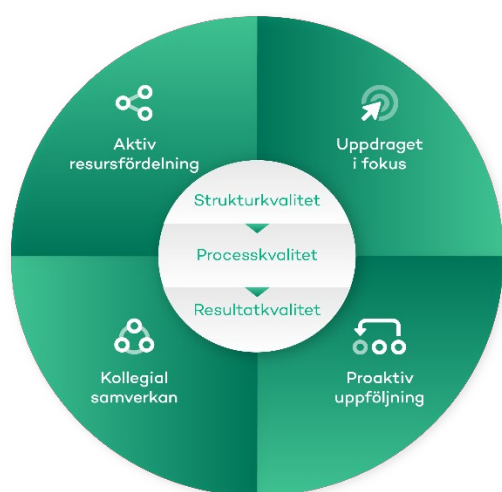 Aktiv
resursfördelning
Uppdraget
i fokus
Strukturkvalitet
Processkvalitet
Resultatkvalitet
Kollegial
samverkan
Proaktiv
uppföljning